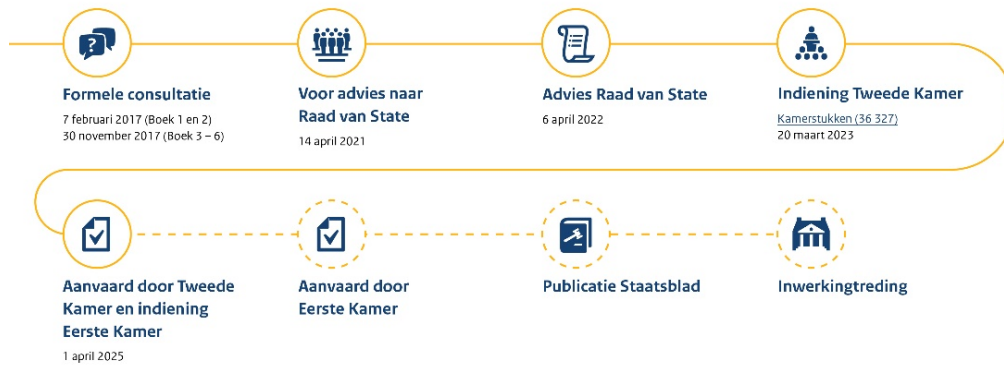 ?
Formele consultatie
7 februari 2017 (Boek 1 en 2)
30 november 2017 (Boek 3 – 6)
Voor advies naar
Raad van State
14 april 2021
Advies Raad van State
6 april 2022
Indiening Tweede Kamer
Kamerstukken (36 327)
20 maart 2023
Aanvaard door Tweede
Kamer en indiening
Eerste Kamer
1 april 2025
Aanvaard door
Eerste Kamer
Publicatie Staatsblad
Inwerkingtreding